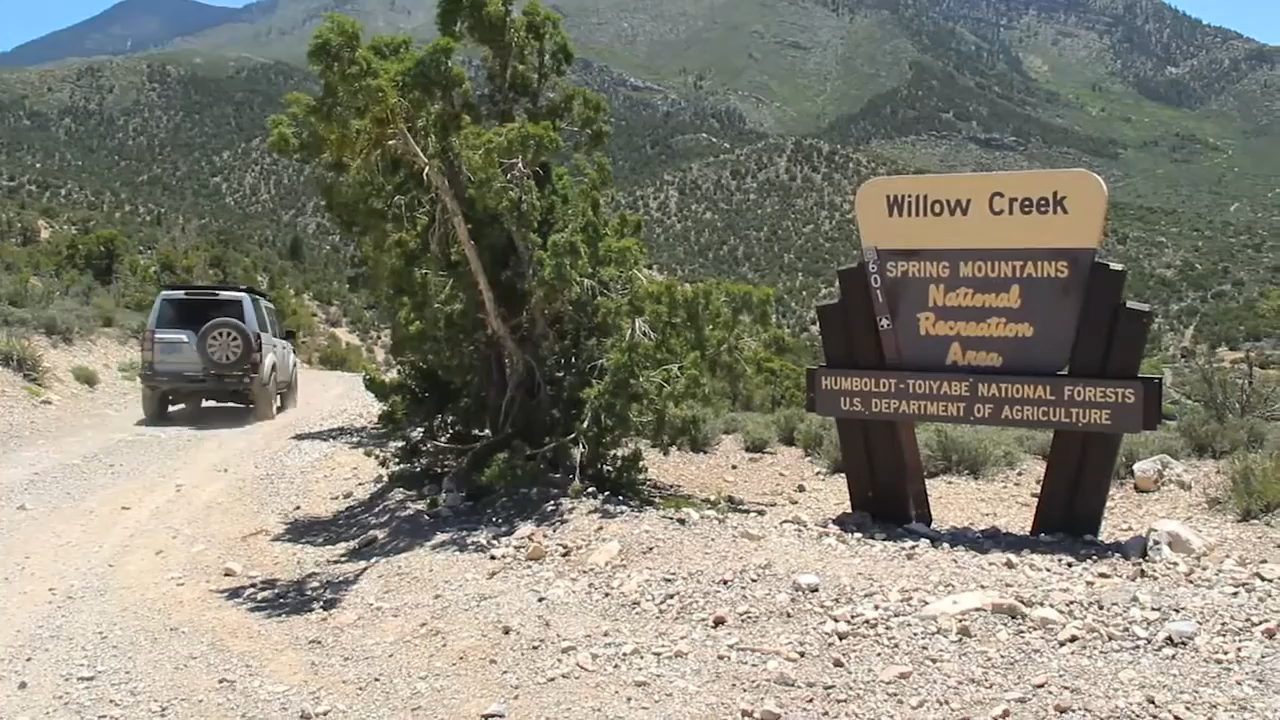 Willow Creek
601
SPRING MOUNTAINS
National
Recreation
Area
HUMBOLDT-TOIYABE NATIONAL FORESTS
U.S. DEPARTMENT OF AGRICULTURE